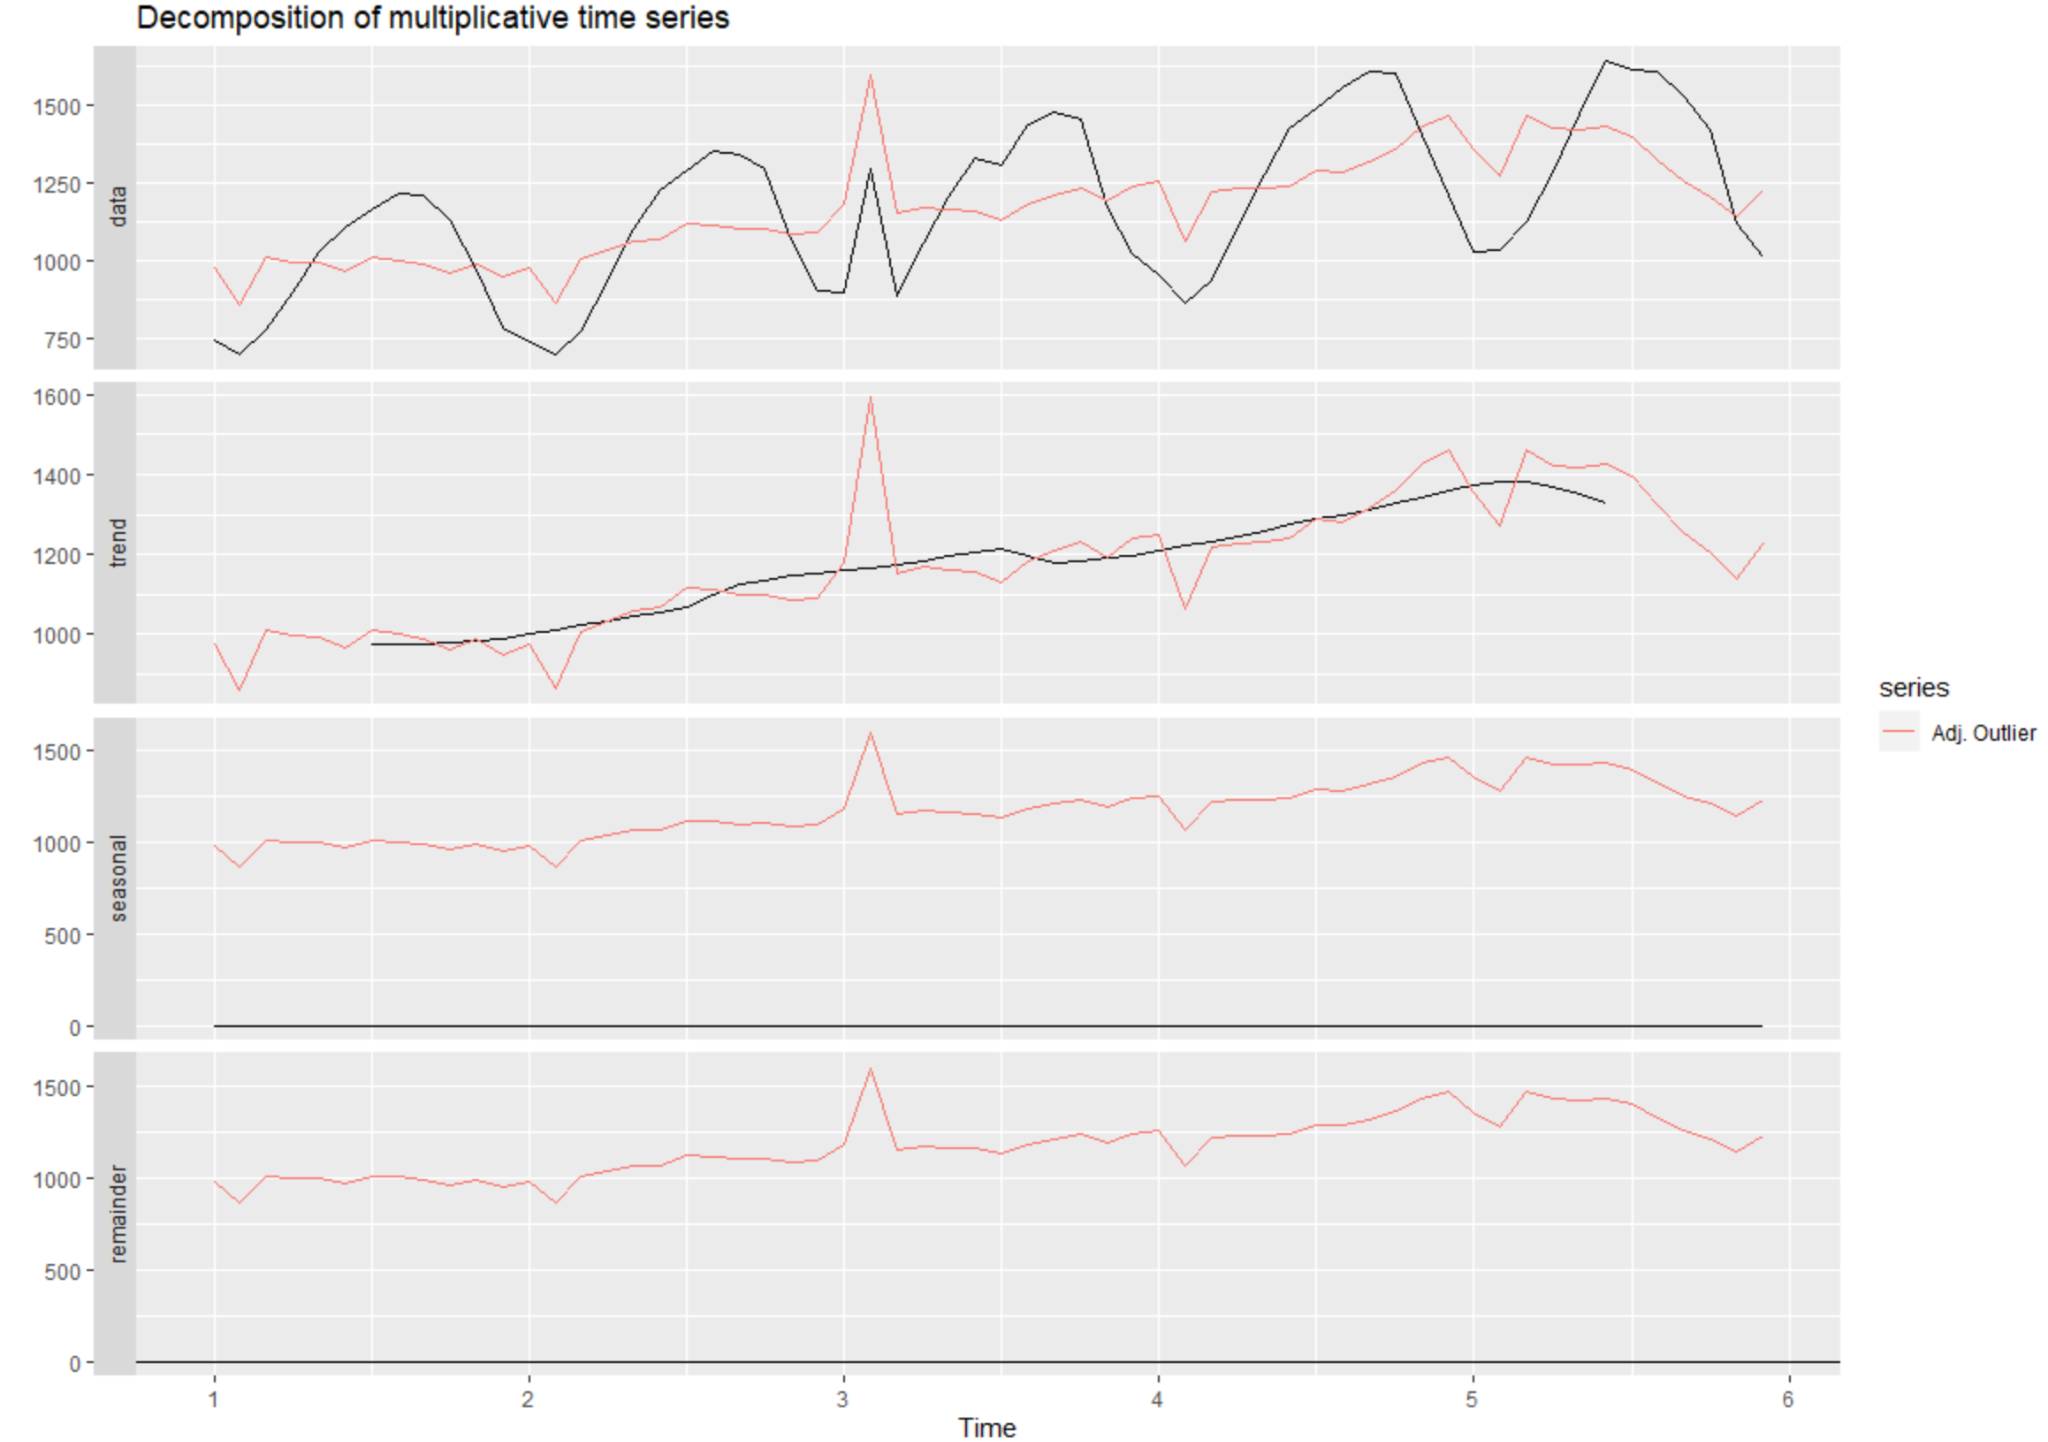 Decomposition of multiplicative time series
1500
1250
1000
750
data
1600
1400
1200
1000
trend
1500
1000
500
0
seasonal
1500
1000
500
0
remainder
1 2 3 4 5 6
Time
series
Adj. Outlier